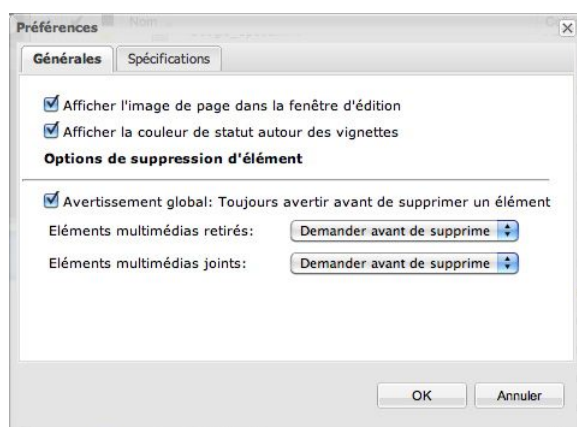 Préférences
Nom
Générales
Spécifications
Afficher l'image de page dans la fenêtre d'édition
Afficher la couleur de statut autour des vignettes
Options de suppression d'élément
Avertissement global: Toujours avertir avant de supprimer un élément
Eléments multimédias retirés:
Demander avant de supprime
Eléments multimédias joints:
Demander avant de supprime
OK
Annuler